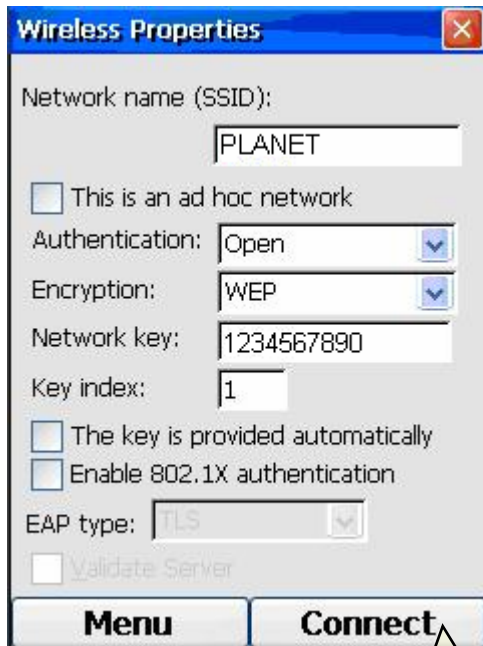 Wireless Properties
Network name (SSID):
PLANET
This is an ad hoc network
Authentication: Open
Encryption: WEP
Network key: 1234567890
Key index: 1
The key is provided automatically
Enable 802.1X authentication
EAP type: TLS
Validate Server
Menu Connect